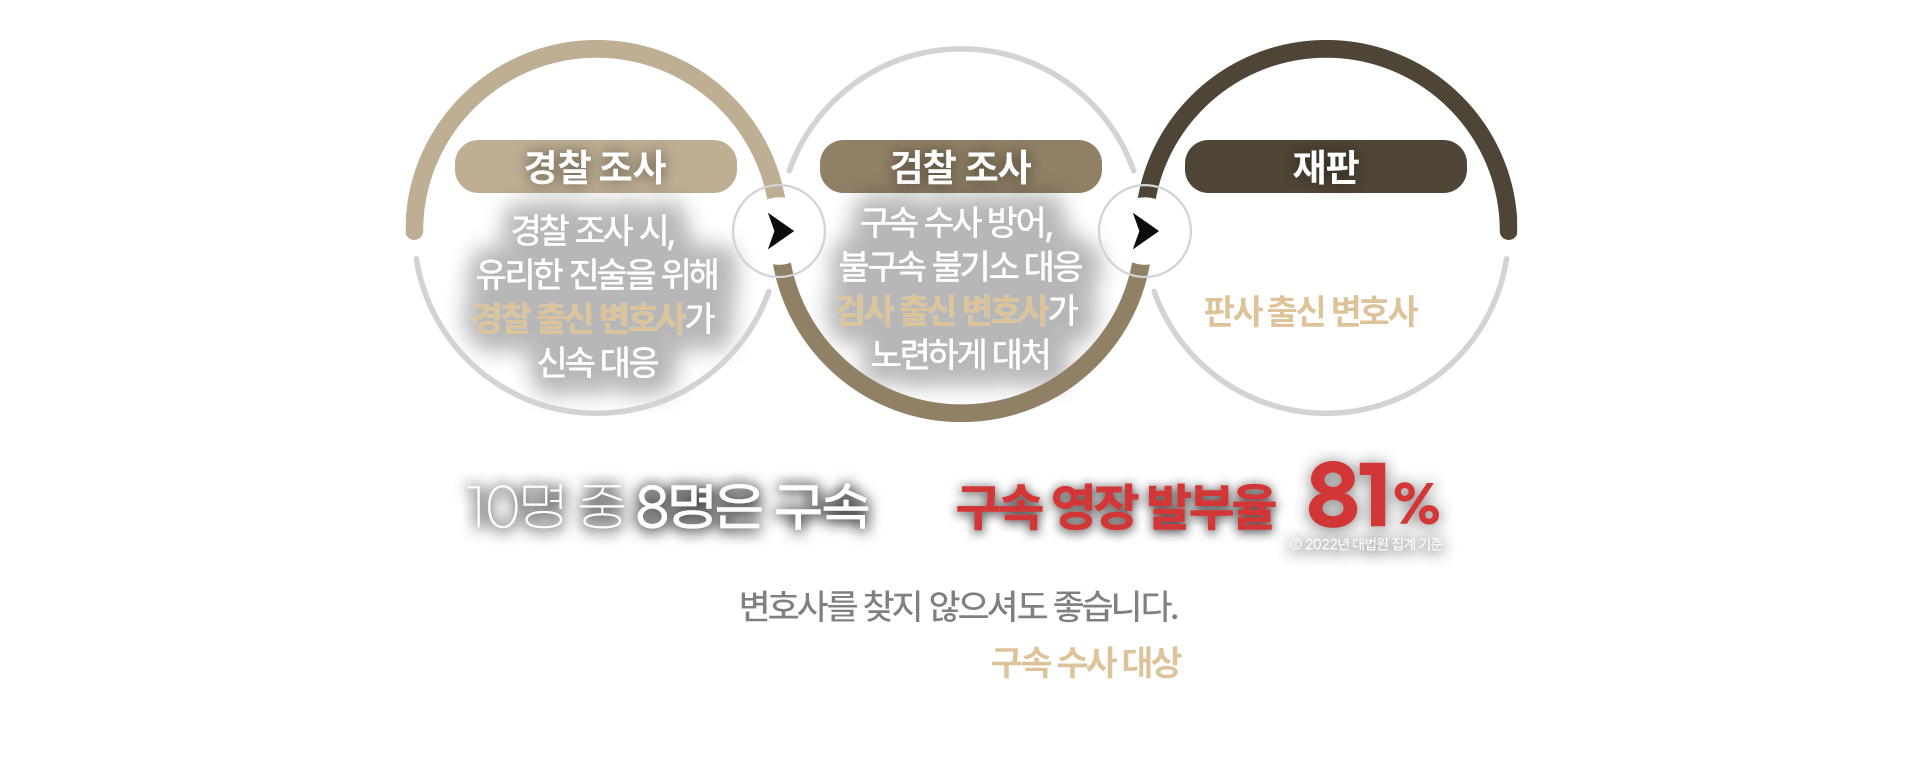 경찰 조사
경찰 조사 시,
유리한 진술을 위해
경찰 출신 변호사가
신속 대응
검찰 조사
구속 수사 방어,
불구속 불기소 대응
검사 출신 변호사가
노련하게 대처
재판
판사 출신 변호사
10명 중 8명은 구속
구속 영장 발부율 81%
© 2022년 대법원 집계 기준
변호사를 찾지 않으셔도 좋습니다.
구속 수사 대상